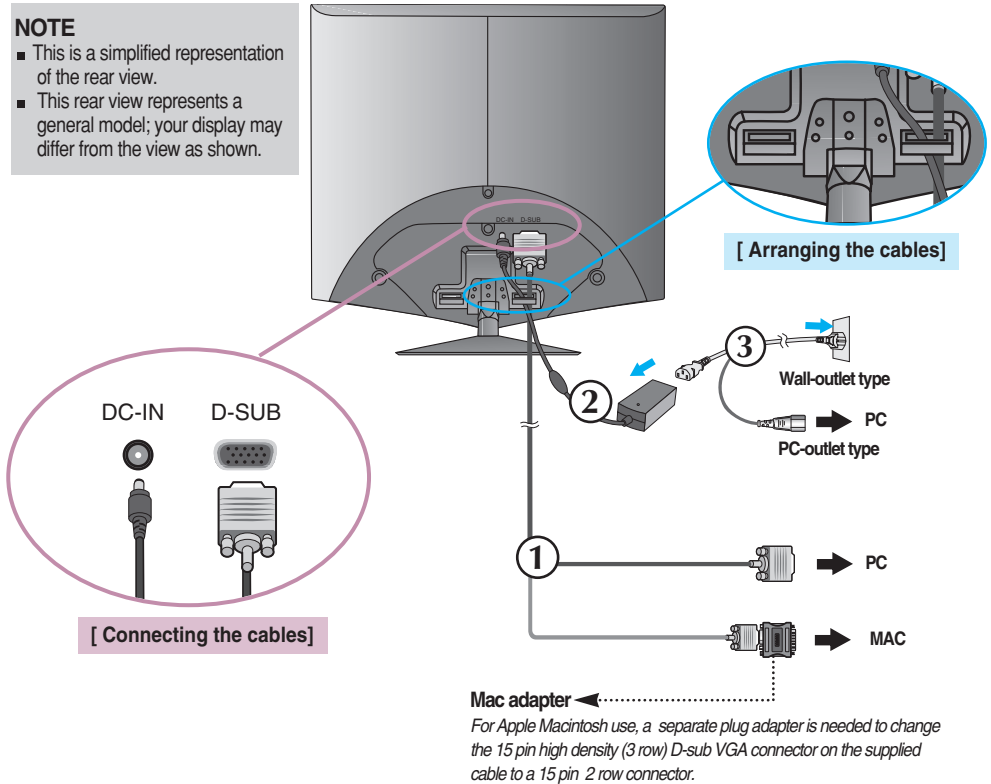 NOTE
■ This is a simplified representation
of the rear view.
■ This rear view represents a
general model; your display may
differ from the view as shown.
DC-IN D-SUB
[ Arranging the cables]
DC-IN D-SUB
[ Connecting the cables]
3
Wall-outlet type
2
PC
PC-outlet type
1
PC
MAC
Mac adapter
For Apple Macintosh use, a separate plug adapter is needed to change
the 15 pin high density (3 row) D-sub VGA connector on the supplied
cable to a 15 pin 2 row connector.